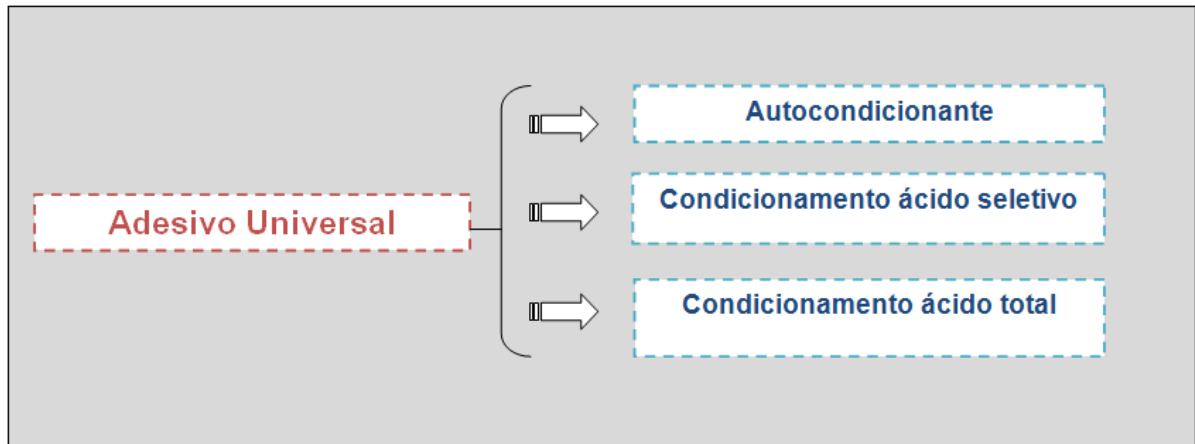 Adesivo Universal
Autocondicionante
Condicionamento ácido seletivo
Condicionamento ácido total